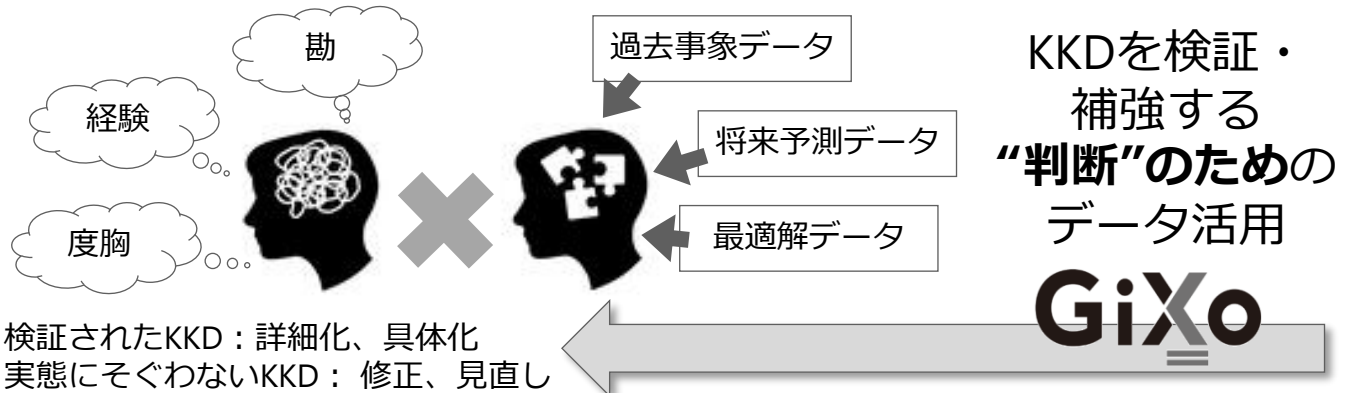 勘
経験
度胸
過去事象データ
将来予測データ
最適解データ
KKDを検証・
補強する
“判断”のための
データ活用
GiXo
検証されたKKD：詳細化、具体化
実態にそぐわないKKD： 修正、見直し